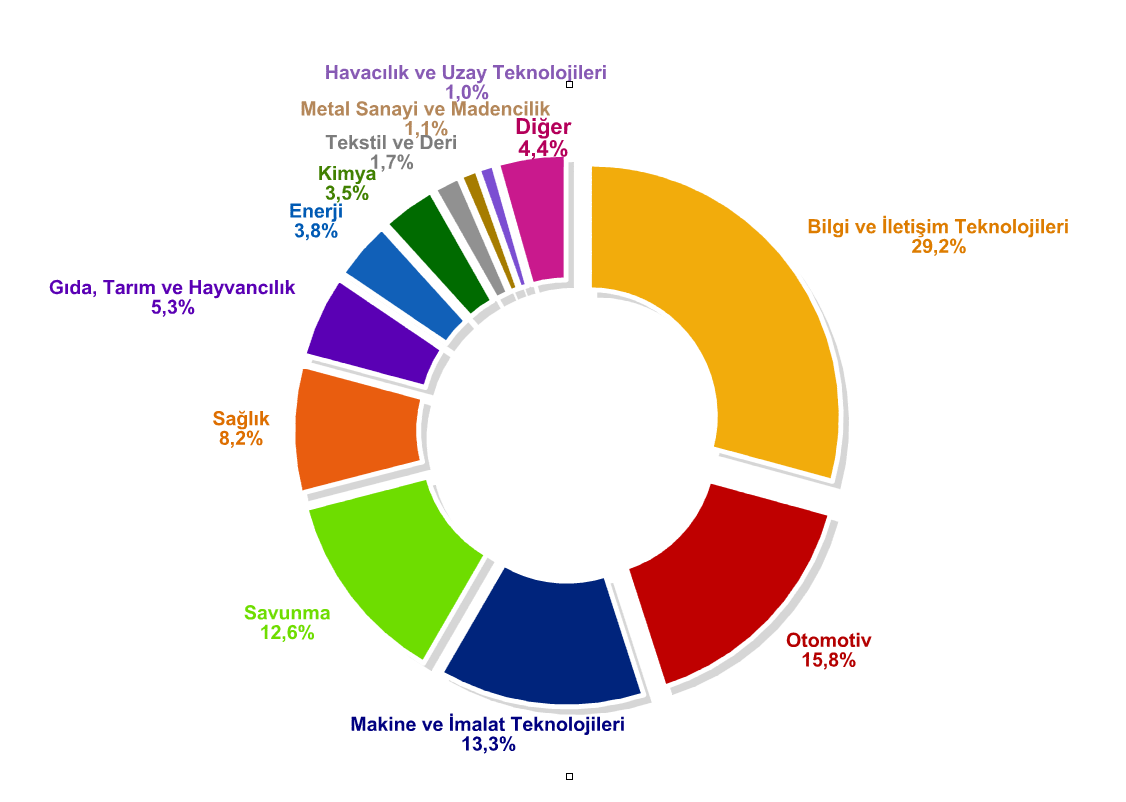 Havacılık ve Uzay Teknolojileri
1,0%
Metal Sanayi ve Madencilik
1,1%
Diğer
4,4%
Tekstil ve Deri
1,7%
Kimya
3,5%
Enerji
3,8%
Bilgi ve İletişim Teknolojileri
29,2%
Gıda, Tarım ve Hayvancılık
5,3%
Sağlık
8,2%
Savunma
12,6%
Otomotiv
15,8%
Makine ve İmalat Teknolojileri
13,3%